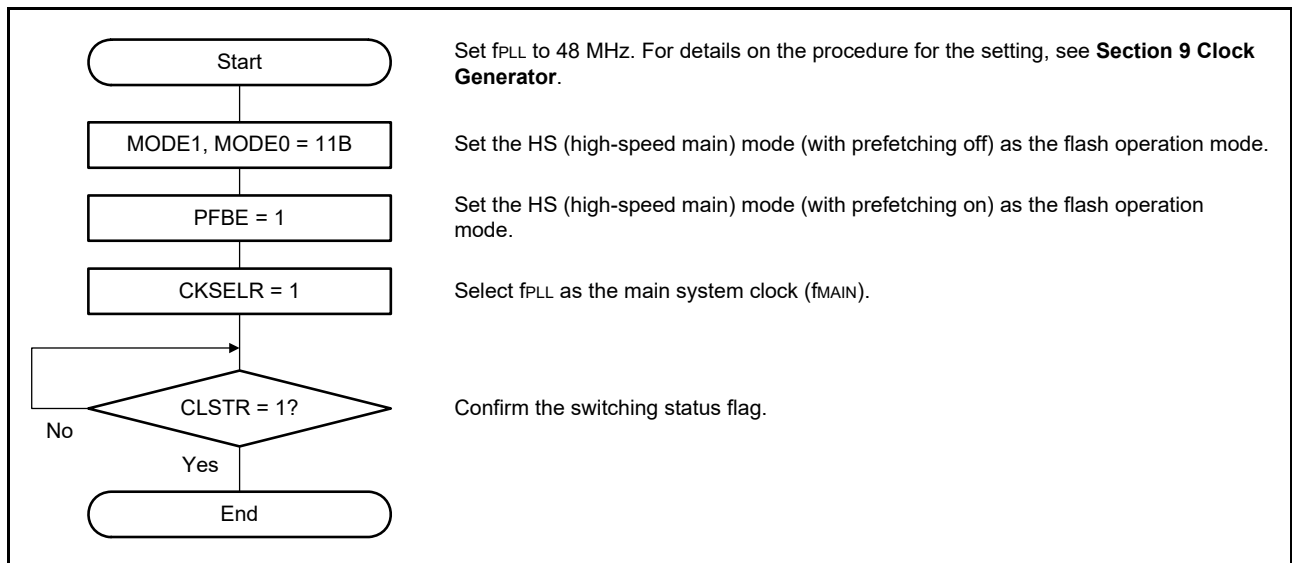 Start
Set fPLL to 48 MHz. For details on the procedure for the setting, see Section 9 Clock
Generator.
MODE1, MODE0 = 11B
Set the HS (high-speed main) mode (with prefetching off) as the flash operation mode.
PFBE = 1
Set the HS (high-speed main) mode (with prefetching on) as the flash operation
mode.
CKSELR = 1
Select fPLL as the main system clock (fMAIN).
CLSTR = 1?
Confirm the switching status flag.
No
Yes
End